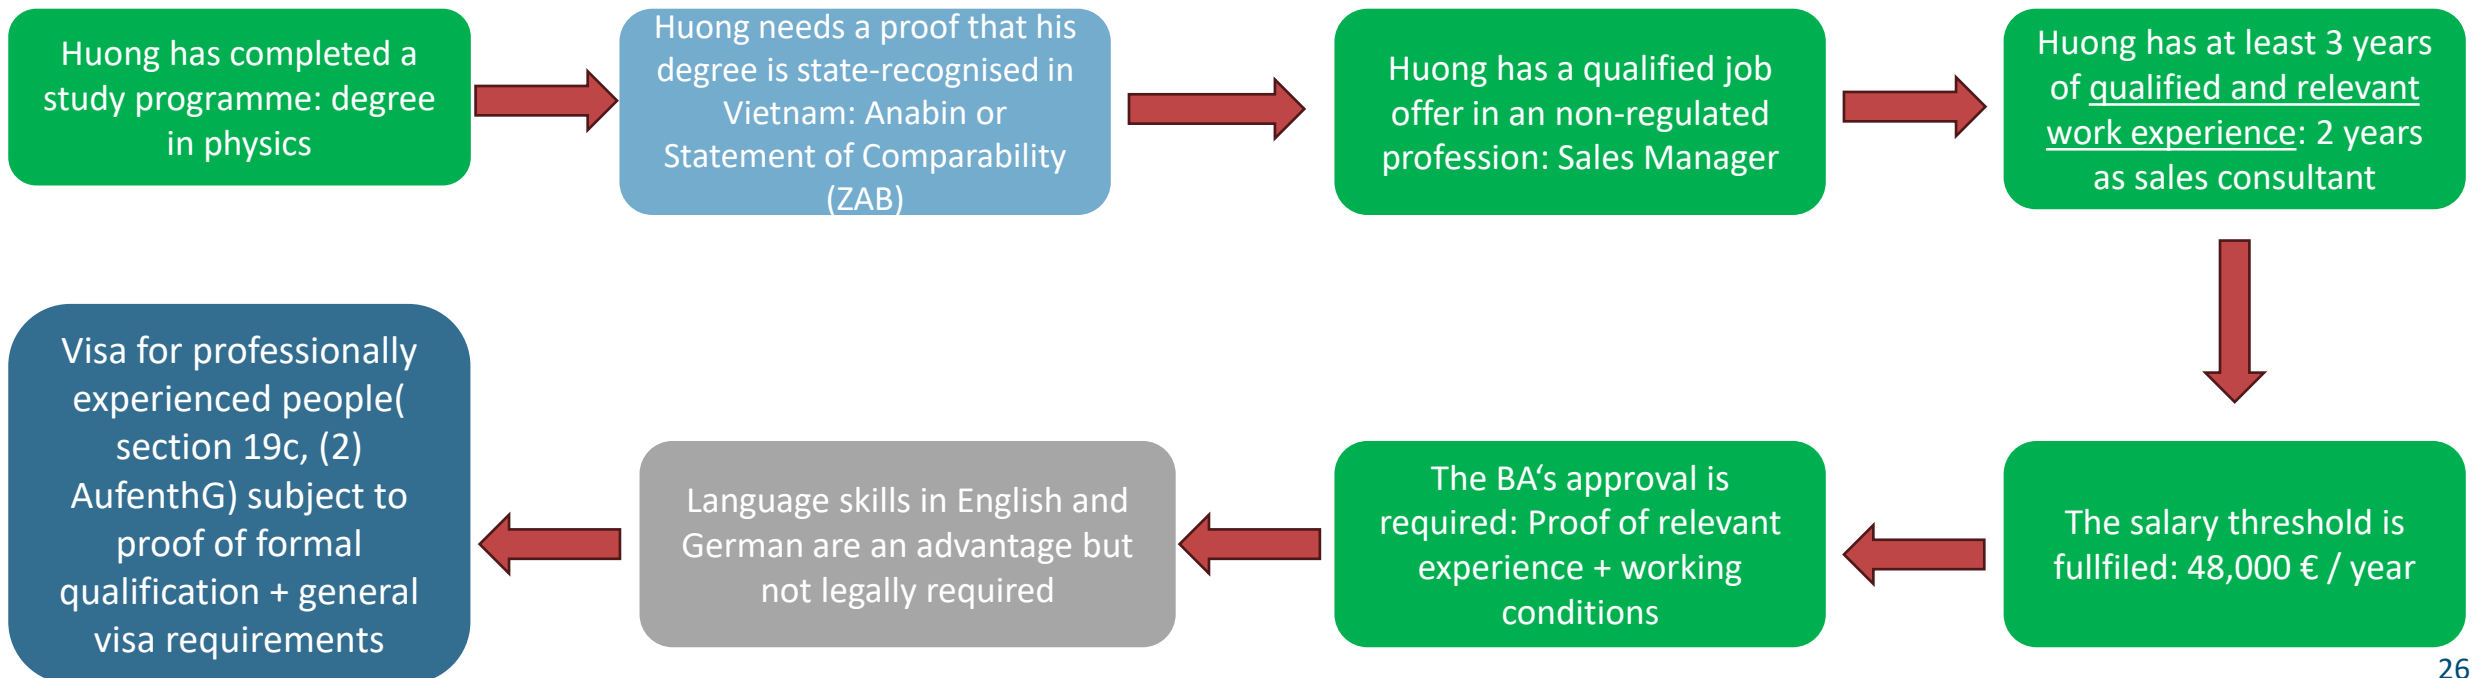 Huong has completed a
study programme: degree
in physics
Huong needs a proof that his
degree is state-recognised in
Vietnam: Anabin or
Statement of Comparability
(ZAB)
Huong has a qualified job
offer in an non-regulated
profession: Sales Manager
Huong has at least 3 years
of qualified and relevant
work experience: 2 years
as sales consultant
The salary threshold is
fullfiled: 48,000 € / year
The BA‘s approval is
required: Proof of relevant
experience + working
conditions
Language skills in English and
German are an advantage but
not legally required
Visa for professionally
experienced people(
section 19c, (2)
AufenthG) subject to
proof of formal
qualification + general
visa requirements
26